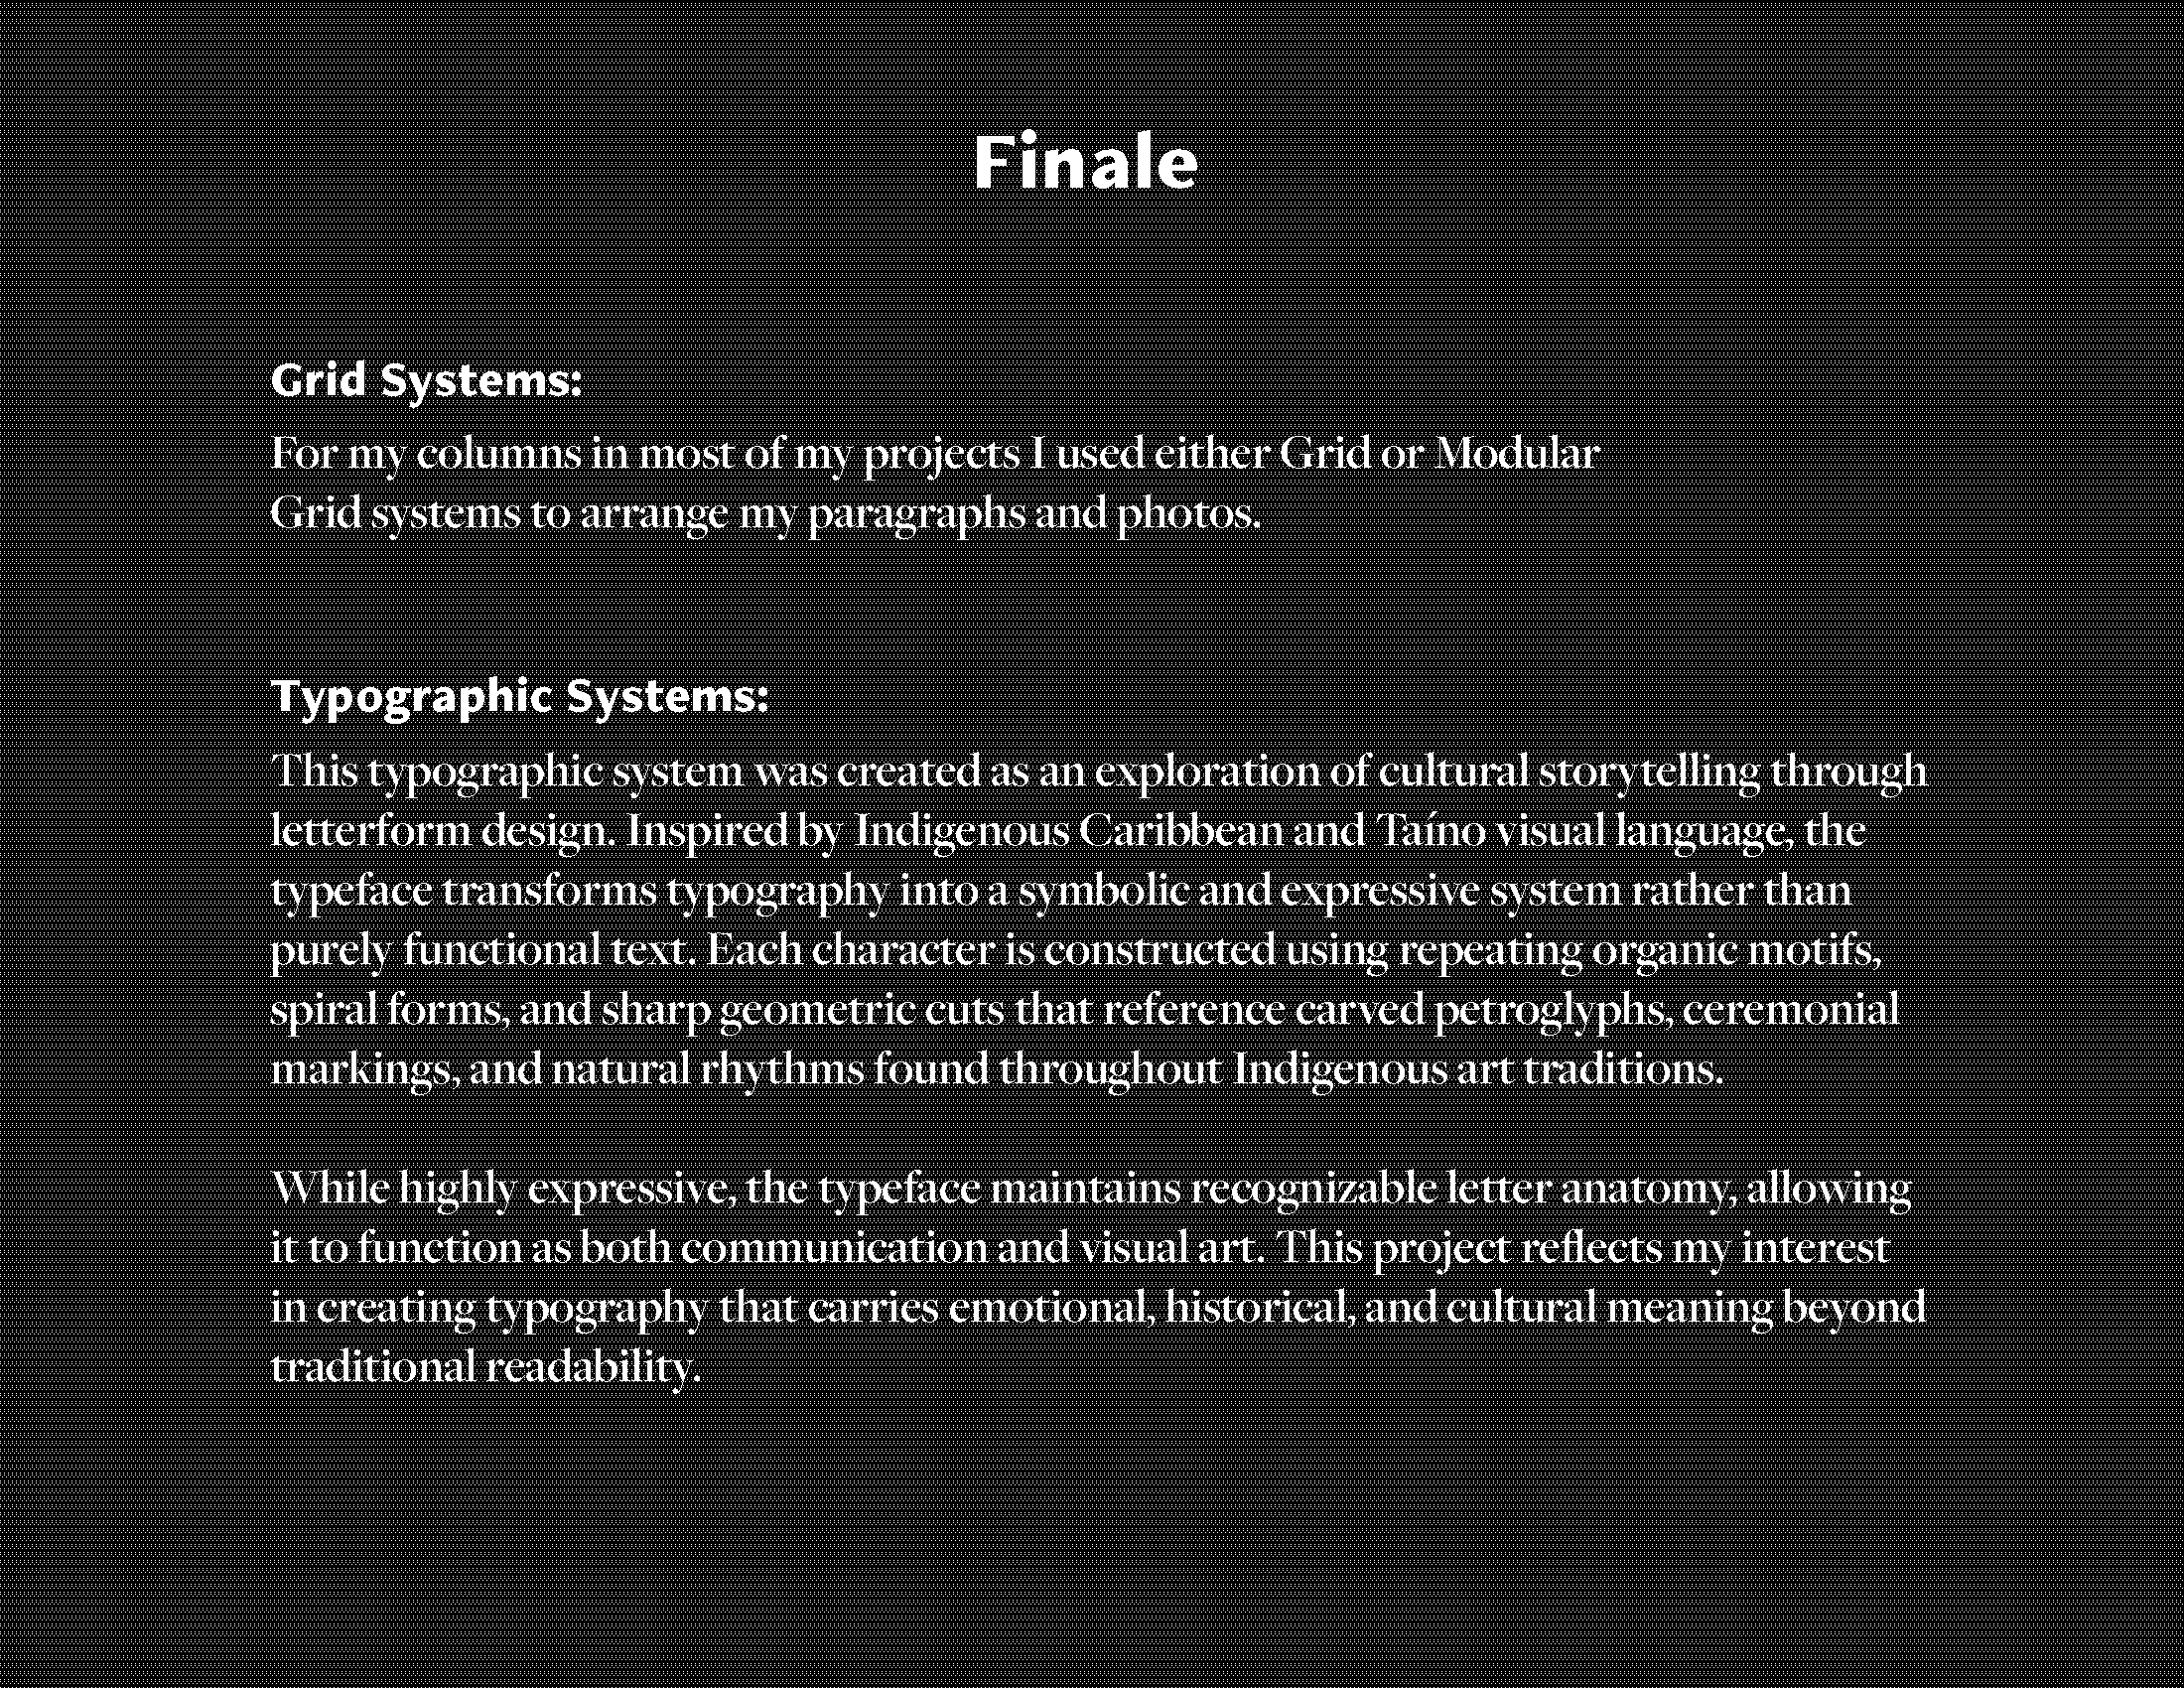 Finale
Grid Systems:
For my columns in most of my projects I used either Grid or Modular
Grid systems to arrange my paragraphs and photos.
Typographic Systems:
This typographic system was created as an exploration of cultural storytelling through
letterform design. Inspired by Indigenous Caribbean and Taíno visual language, the
typeface transforms typography into a symbolic and expressive system rather than
purely functional text. Each character is constructed using repeating organic motifs,
spiral forms, and sharp geometric cuts that reference carved petroglyphs, ceremonial
markings, and natural rhythms found throughout Indigenous art traditions.
While highly expressive, the typeface maintains recognizable letter anatomy, allowing
it to function as both communication and visual art. This project reflects my interest
in creating typography that carries emotional, historical, and cultural meaning beyond
traditional readability.